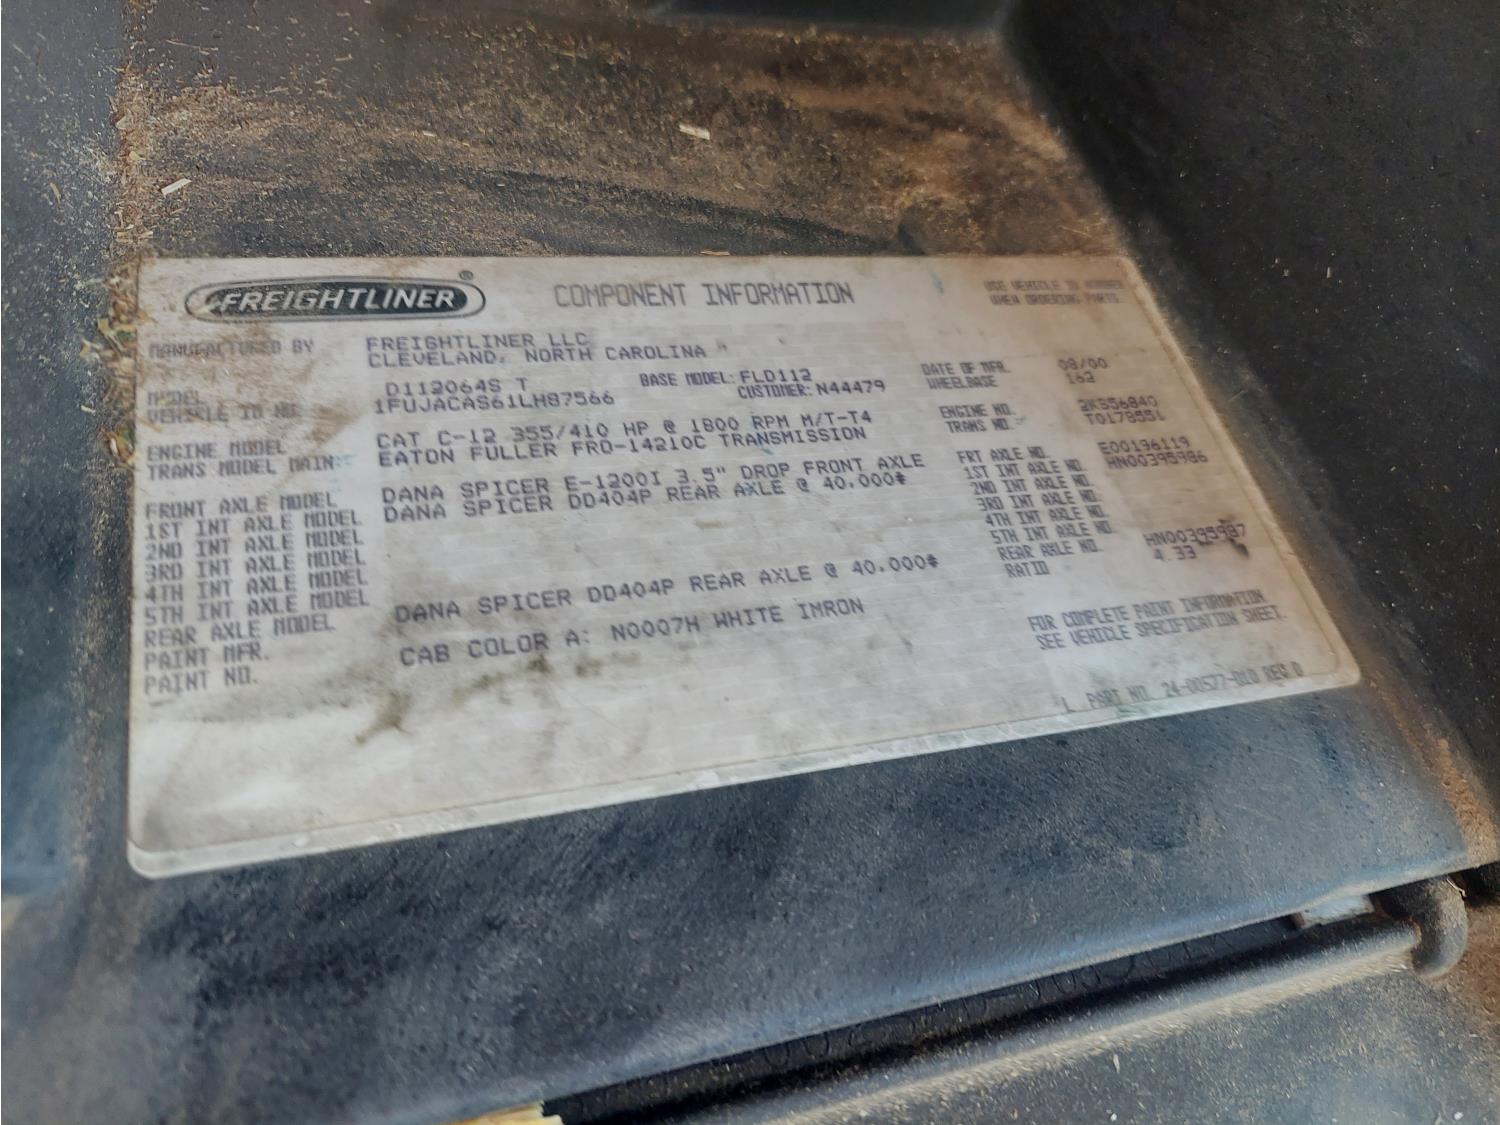 FREIGHTLINER® COMPONENT INFORMATION USE VEHICLE ID NUMBER
WHEN ORDERING PARTS.
MANUFACTURED BY FREIGHTLINER LLC
CLEVELAND, NORTH CAROLINA
MODEL D112064S T BASE MODEL: FLD112 DATE OF MFR. 08/00
VEHICLE ID NO. 1FUJACAS61LH87566 CUSTOMER: N44479 WHEELBASE 162
ENGINE MODEL CAT C-12 355/410 HP @ 1800 RPM M/T-T4 ENGINE NO. 2KS56840
TRANS MODEL MAIN: EATON FULLER FRO-14210C TRANSMISSION TRANS NO. T0178551
FRONT AXLE MODEL DANA SPICER E-1200I 3.5" DROP FRONT AXLE FRT AXLE NO. E00196119
1ST INT AXLE MODEL DANA SPICER DD404P REAR AXLE @ 40,000# 1ST INT AXLE NO. HN00395986
2ND INT AXLE MODEL 2ND INT AXLE NO.
3RD INT AXLE MODEL 3RD INT AXLE NO.
4TH INT AXLE MODEL 4TH INT AXLE NO.
5TH INT AXLE MODEL 5TH INT AXLE NO.
REAR AXLE MODEL DANA SPICER DD404P REAR AXLE @ 40,000# REAR AXLE NO. HN00395987
PAINT MFR. RATIO 4.33
PAINT NO. CAB COLOR A: N0007H WHITE IMRON
FOR COMPLETE PAINT INFORMATION
SEE VEHICLE SPECIFICATION SHEET.
PART NO. 24-00577-010 REG D